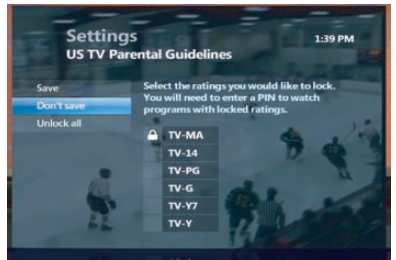 Settings
1:39 PM
US TV Parental Guidelines
Save
Don't save
Unlock all
Select the ratings you would like to lock.
You will need to enter a PIN to watch
programs with locked ratings.
TV-MA
TV-14
TV-PG
TV-G
TV-Y7
TV-Y